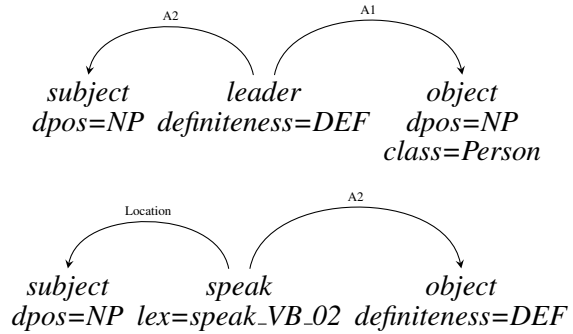 A2 A1
subject leader object
dpos=NP definiteness=DEF dpos=NP
class=Person
Location A2
subject speak object
dpos=NP lex=speak_VB_02 definiteness=DEF